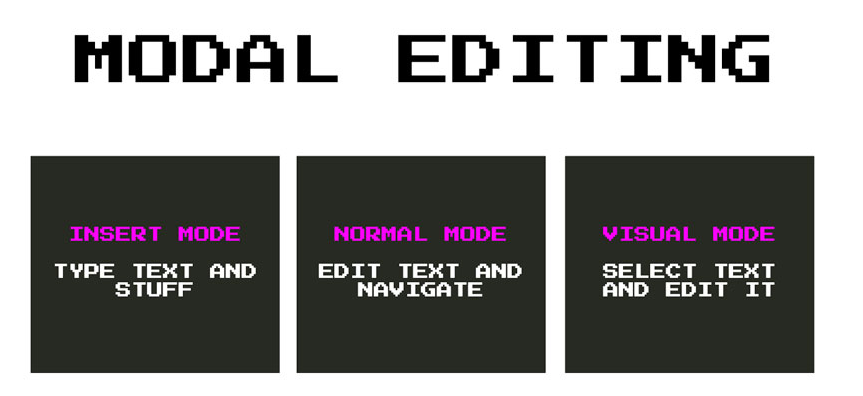 MODAL EDITING
INSERT MODE
TYPE TEXT AND
STUFF
NORMAL MODE
EDIT TEXT AND
NAVIGATE
VISUAL MODE
SELECT TEXT
AND EDIT IT